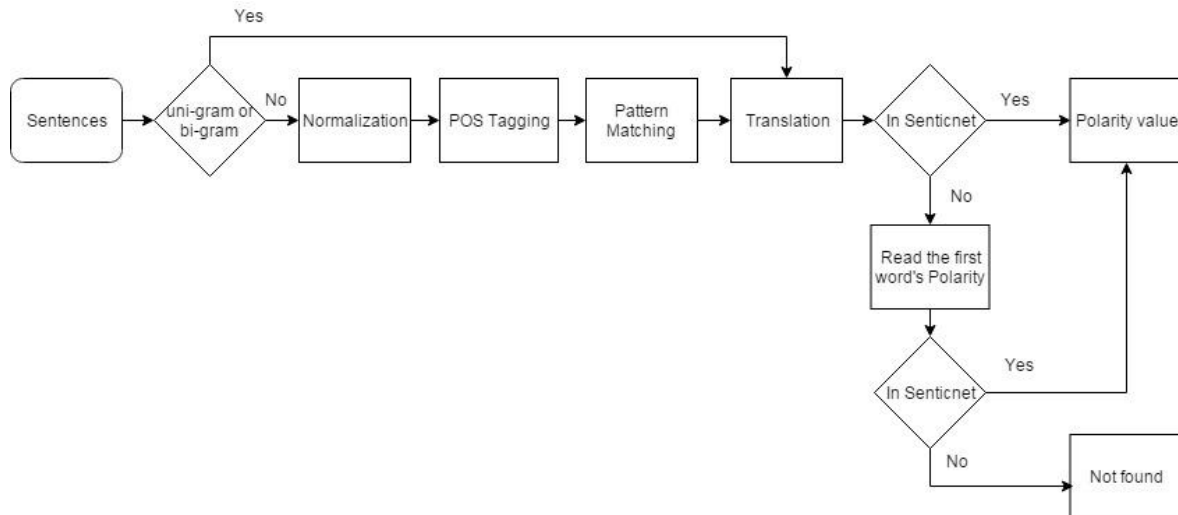 Yes
Sentences
uni-gram or
bi-gram
No
Normalization
POS Tagging
Pattern
Matching
Translation
In Senticnet
Yes
Polarity value
No
Read the first
word's Polarity
In Senticnet
Yes
No
Not found